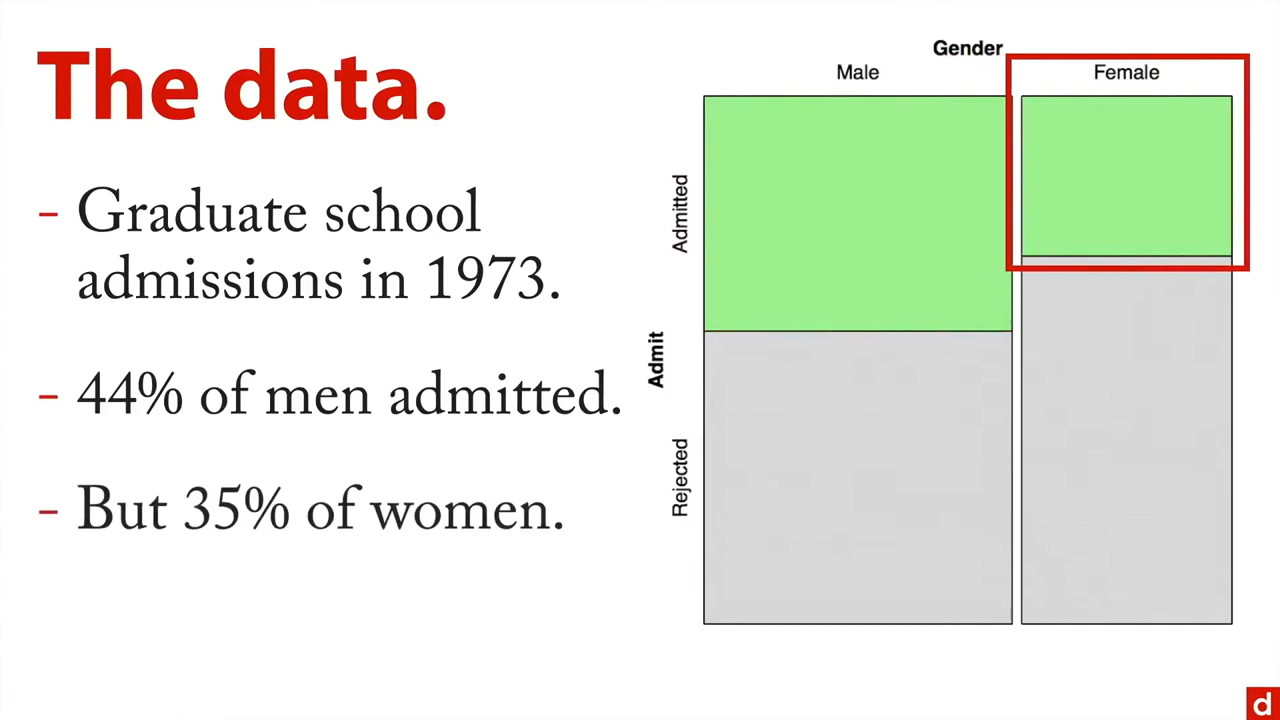 The data.
- Graduate school
admissions in 1973.
- 44% of men admitted.
- But 35% of women.
Gender
Male
Female
Admit
Admitted
Rejected
d